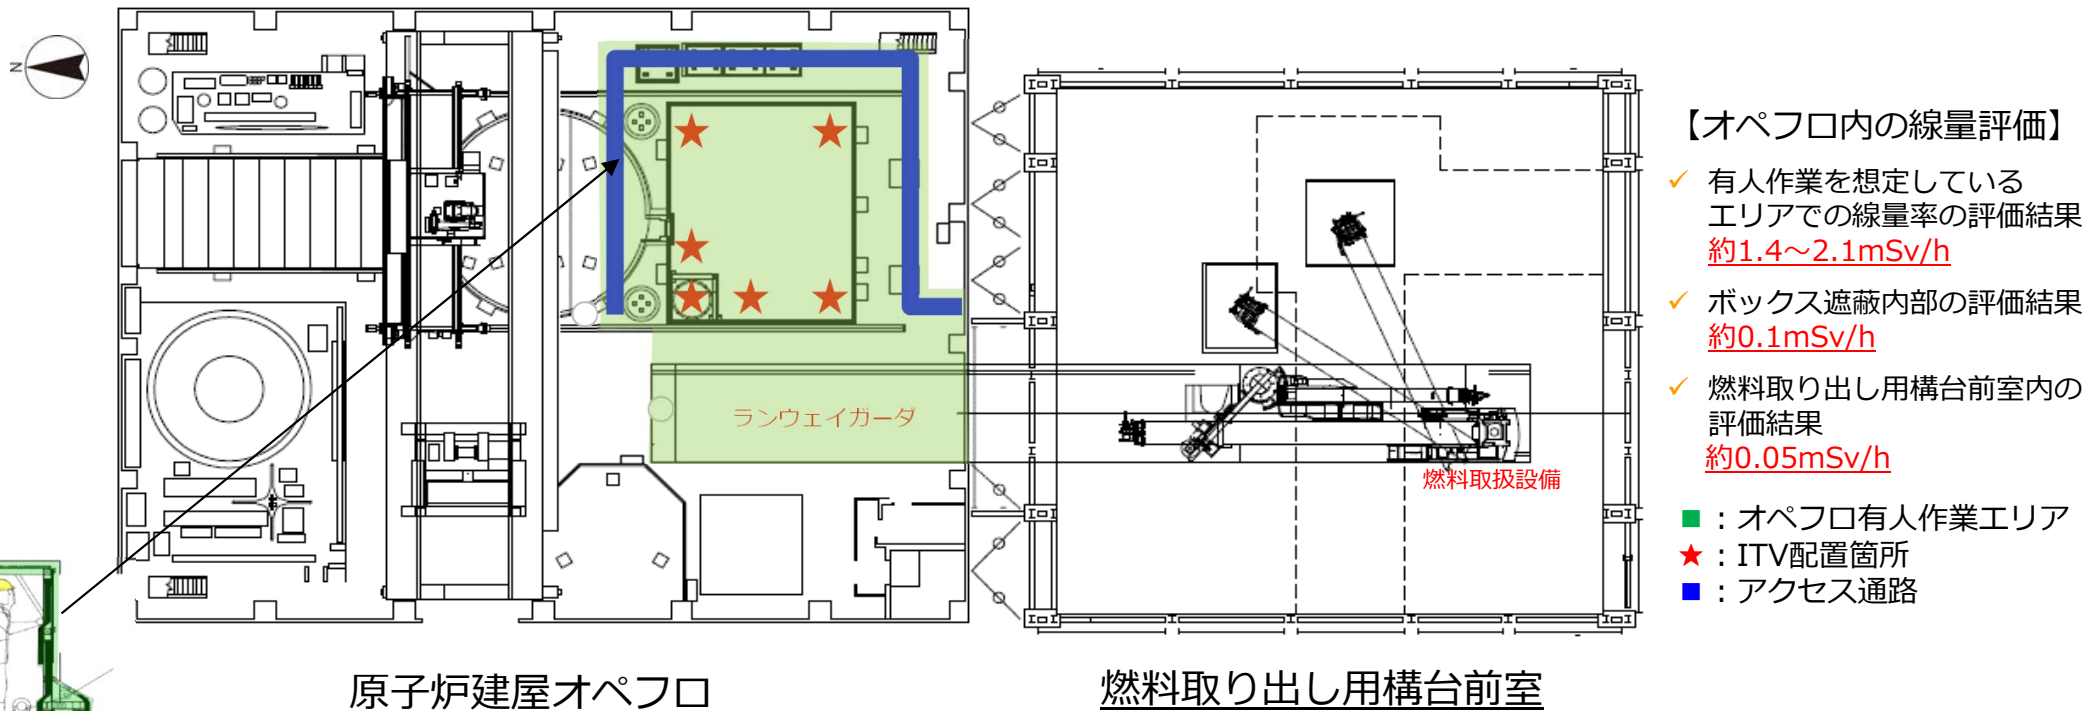 N
ランウェイガーダ
燃料取扱設備
原子炉建屋オペフロ
燃料取り出し用構台前室
【オペフロ内の線量評価】
✓ 有人作業を想定している
エリアでの線量率の評価結果
約1.4～2.1mSv/h
✓ ボックス遮蔽内部の評価結果
約0.1mSv/h
✓ 燃料取り出し用構台前室内の
評価結果
約0.05mSv/h
■：オペフロ有人作業エリア
★：ITV配置箇所
■：アクセス通路